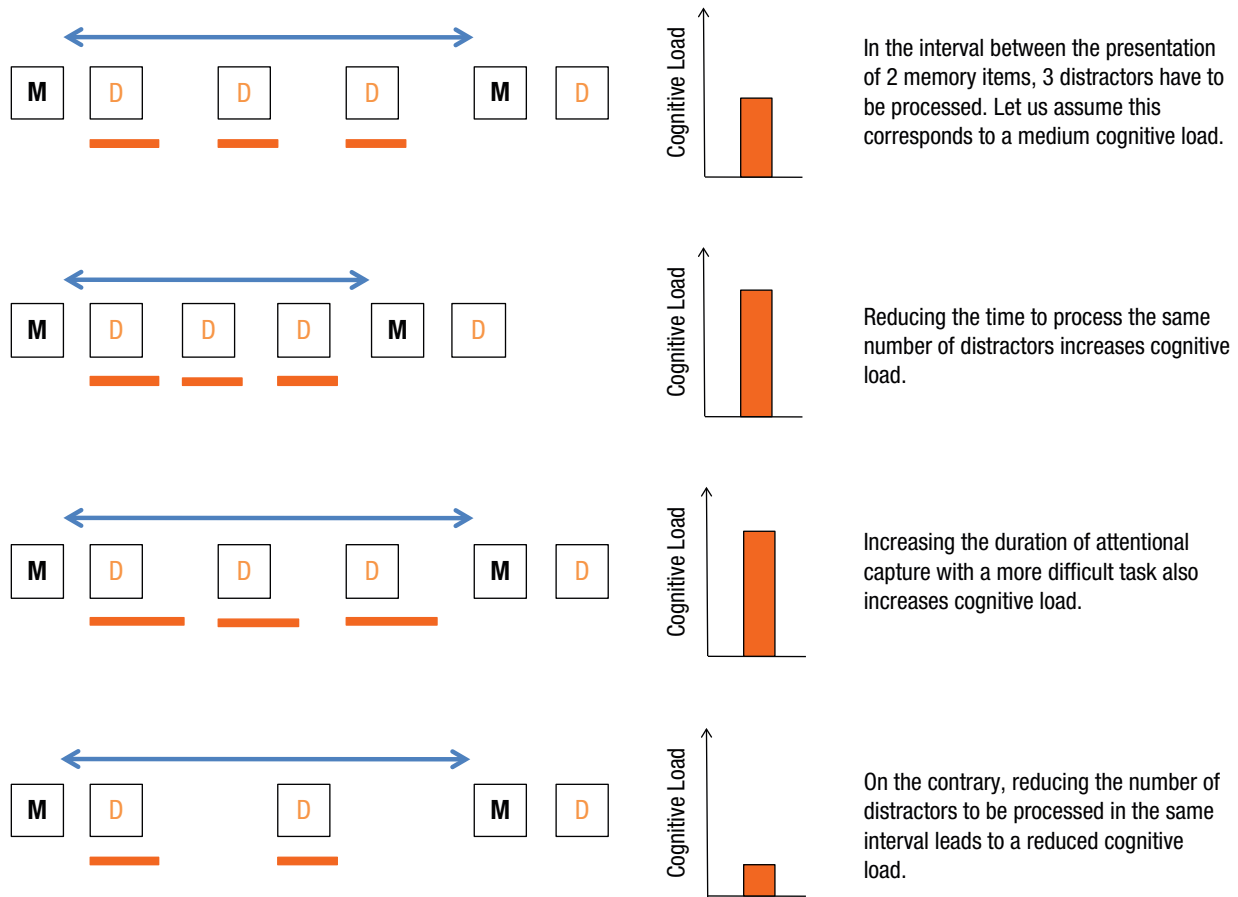 M D D D M D
Cognitive Load
In the interval between the presentation
of 2 memory items, 3 distractors have to
be processed. Let us assume this
corresponds to a medium cognitive load.
M D D D M D
Cognitive Load
Reducing the time to process the same
number of distractors increases cognitive
load.
M D D D M D
Cognitive Load
Increasing the duration of attentional
capture with a more difficult task also
increases cognitive load.
M D D M D
Cognitive Load
On the contrary, reducing the number of
distractors to be processed in the same
interval leads to a reduced cognitive
load.